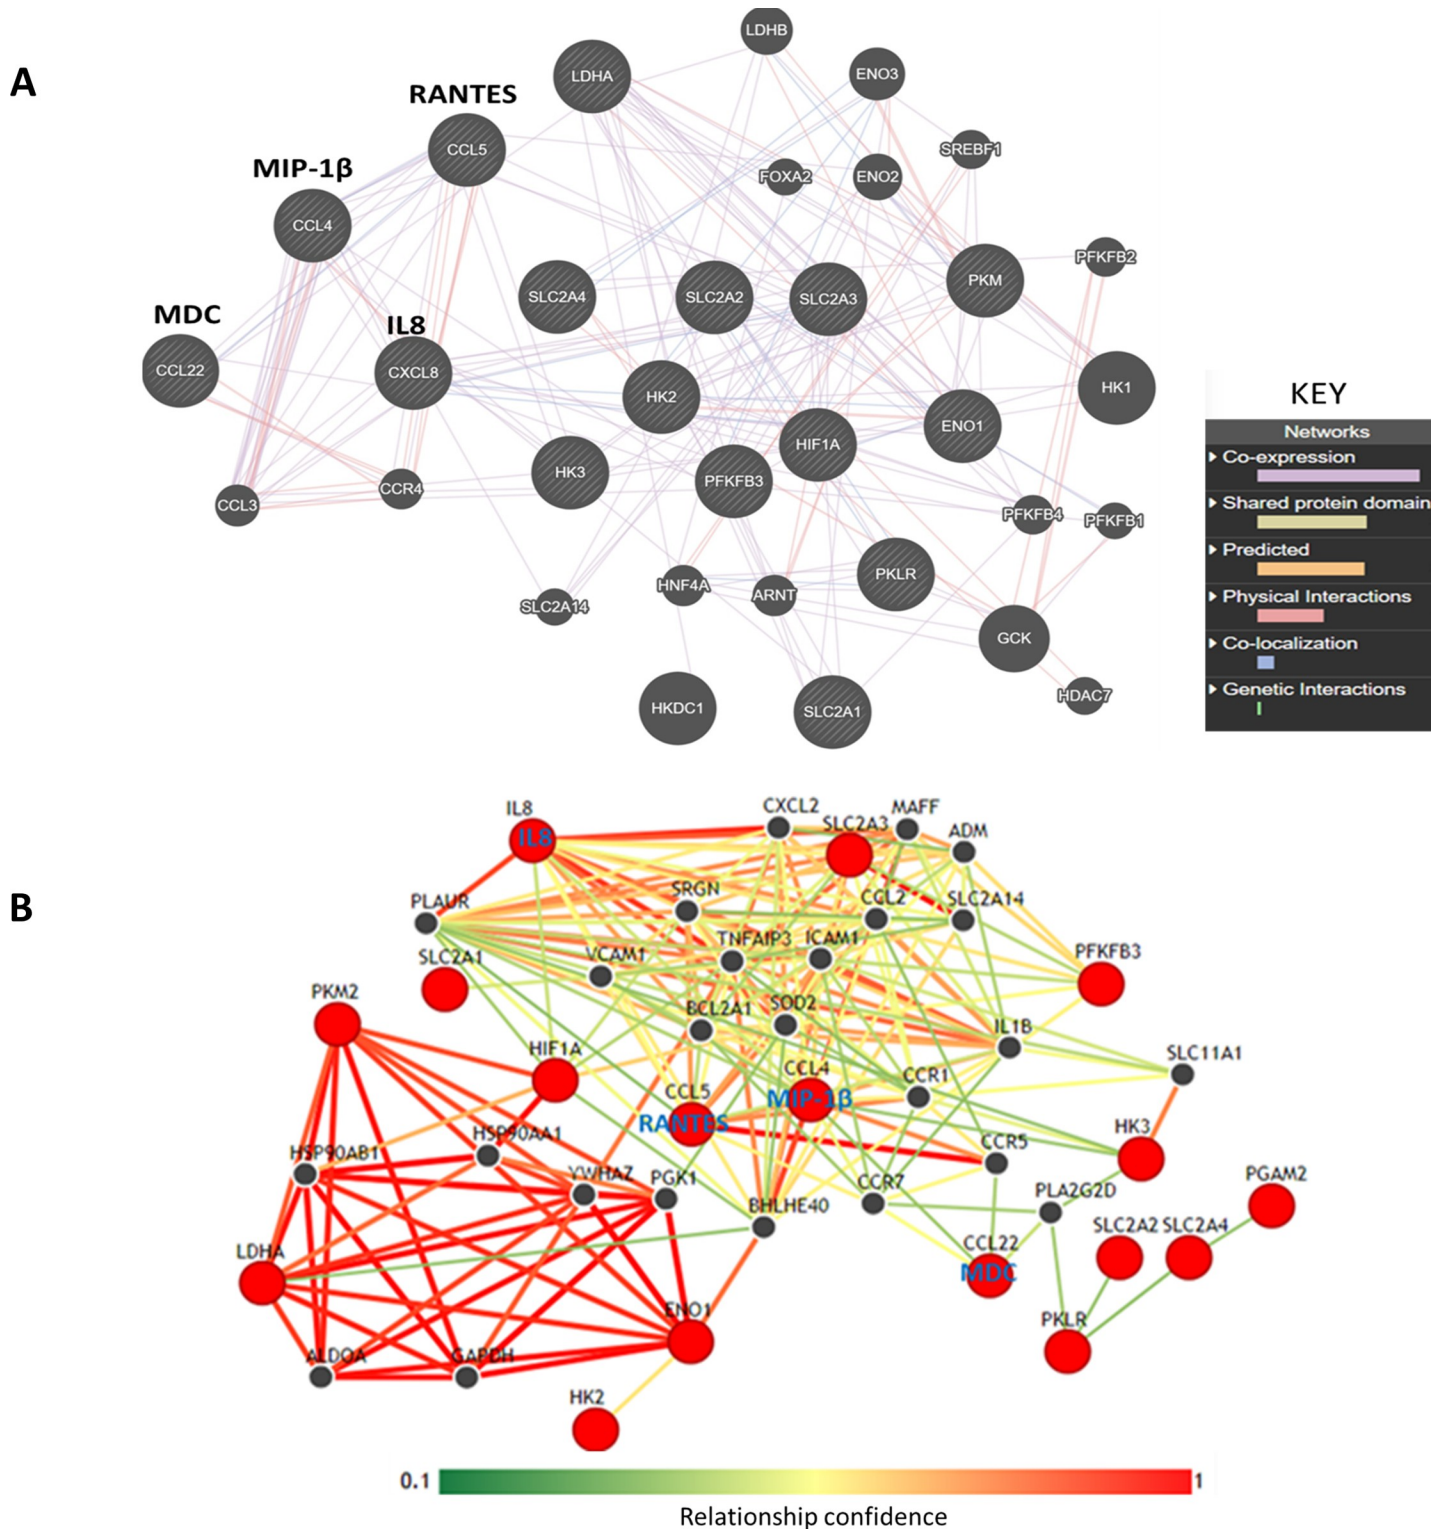 A
LDHB
LDHA
ENO3
RANTES
CCL5
SREBF1
MIP-1β
FOXA2
ENO2
CCL4
PFKFB2
PKM
SLC2A4
SLC2A2
SLC2A3
MDC
IL8
CCL22
CXCL8
HK1
HK2
ENO1
HIF1A
HK3
PFKFB3
CCR4
CCL3
PFKFB4
PFKFB1
PKLR
HNF4A
ARNT
SLC2A14
GCK
HDAC7
HKDC1
SLC2A1
KEY
Networks
Co-expression
Shared protein domain
Predicted
Physical Interactions
Co-localization
Genetic Interactions
B
IL8
IL8
CXCL2
MAFF
SLC2A3
ADM
PLAUR
SRGN
CCL2
SLC2A14
SLC2A1
VCAM1
TNFAIP3
ICAM1
PFKFB3
PKM2
BCL2A1
SOD2
IL1B
HIF1A
SLC11A1
CCL4
MIP-1β
CCL5
RANTES
CCR1
HSP90AA1
HSP90AB1
HK3
CCR5
YWHAZ
PGK1
CCR7
PLA2G2D
PGAM2
BHLHE40
SLC2A2
SLC2A4
LDHA
CCL22
MDC
ENO1
PKLR
ALDOA
GAPDH
HK2
0.1
1
Relationship confidence